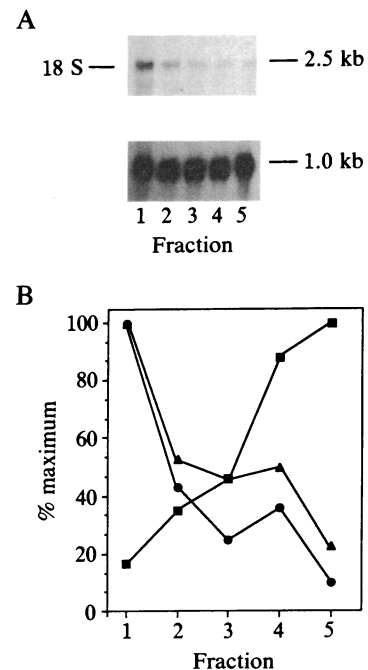 A
18 S
2.5 kb
1.0 kb
1 2 3 4 5
Fraction
B
100
80
60
40
20
0
% maximum
1 2 3 4 5
Fraction